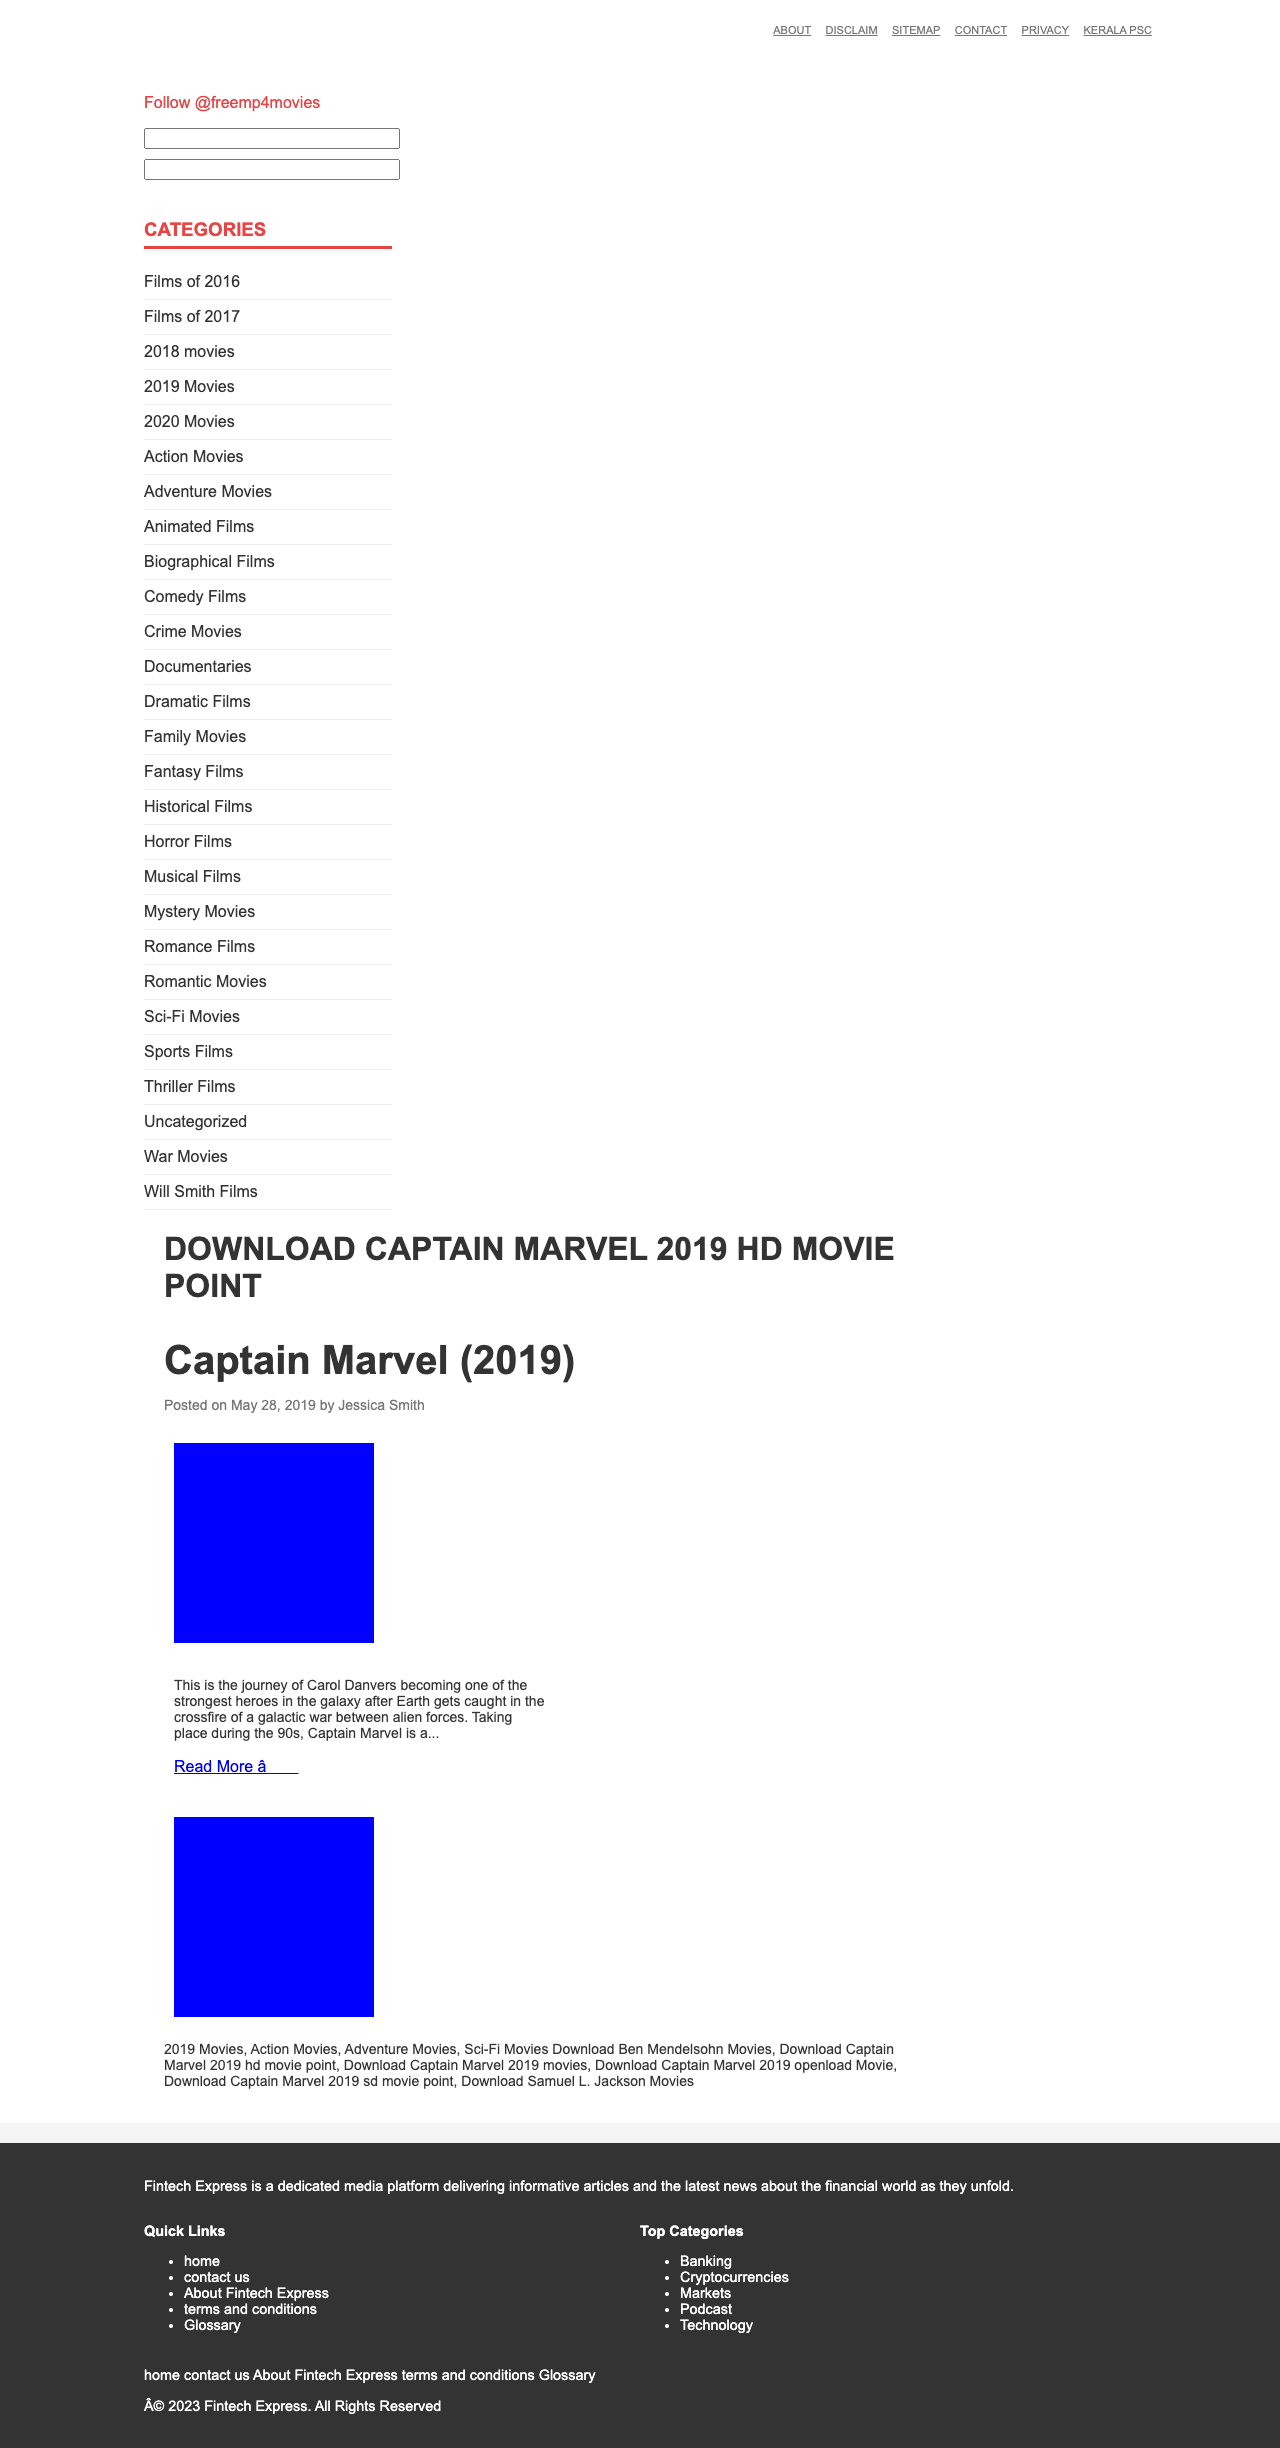 ABOUT DISCLAIM SITEMAP CONTACT PRIVACY KERALA PSC
Follow @freemp4movies
CATEGORIES
Films of 2016
Films of 2017
2018 movies
2019 Movies
2020 Movies
Action Movies
Adventure Movies
Animated Films
Biographical Films
Comedy Films
Crime Movies
Documentaries
Dramatic Films
Family Movies
Fantasy Films
Historical Films
Horror Films
Musical Films
Mystery Movies
Romance Films
Romantic Movies
Sci-Fi Movies
Sports Films
Thriller Films
Uncategorized
War Movies
Will Smith Films
DOWNLOAD CAPTAIN MARVEL 2019 HD MOVIE
POINT
Captain Marvel (2019)
Posted on May 28, 2019 by Jessica Smith
This is the journey of Carol Danvers becoming one of the
strongest heroes in the galaxy after Earth gets caught in the
crossfire of a galactic war between alien forces. Taking
place during the 90s, Captain Marvel is a...
Read More â
2019 Movies, Action Movies, Adventure Movies, Sci-Fi Movies Download Ben Mendelsohn Movies, Download Captain
Marvel 2019 hd movie point, Download Captain Marvel 2019 movies, Download Captain Marvel 2019 openload Movie,
Download Captain Marvel 2019 sd movie point, Download Samuel L. Jackson Movies
Fintech Express is a dedicated media platform delivering informative articles and the latest news about the financial world as they unfold.
Quick Links
• home
• contact us
• About Fintech Express
• terms and conditions
• Glossary
Top Categories
• Banking
• Cryptocurrencies
• Markets
• Podcast
• Technology
home contact us About Fintech Express terms and conditions Glossary
Â© 2023 Fintech Express. All Rights Reserved